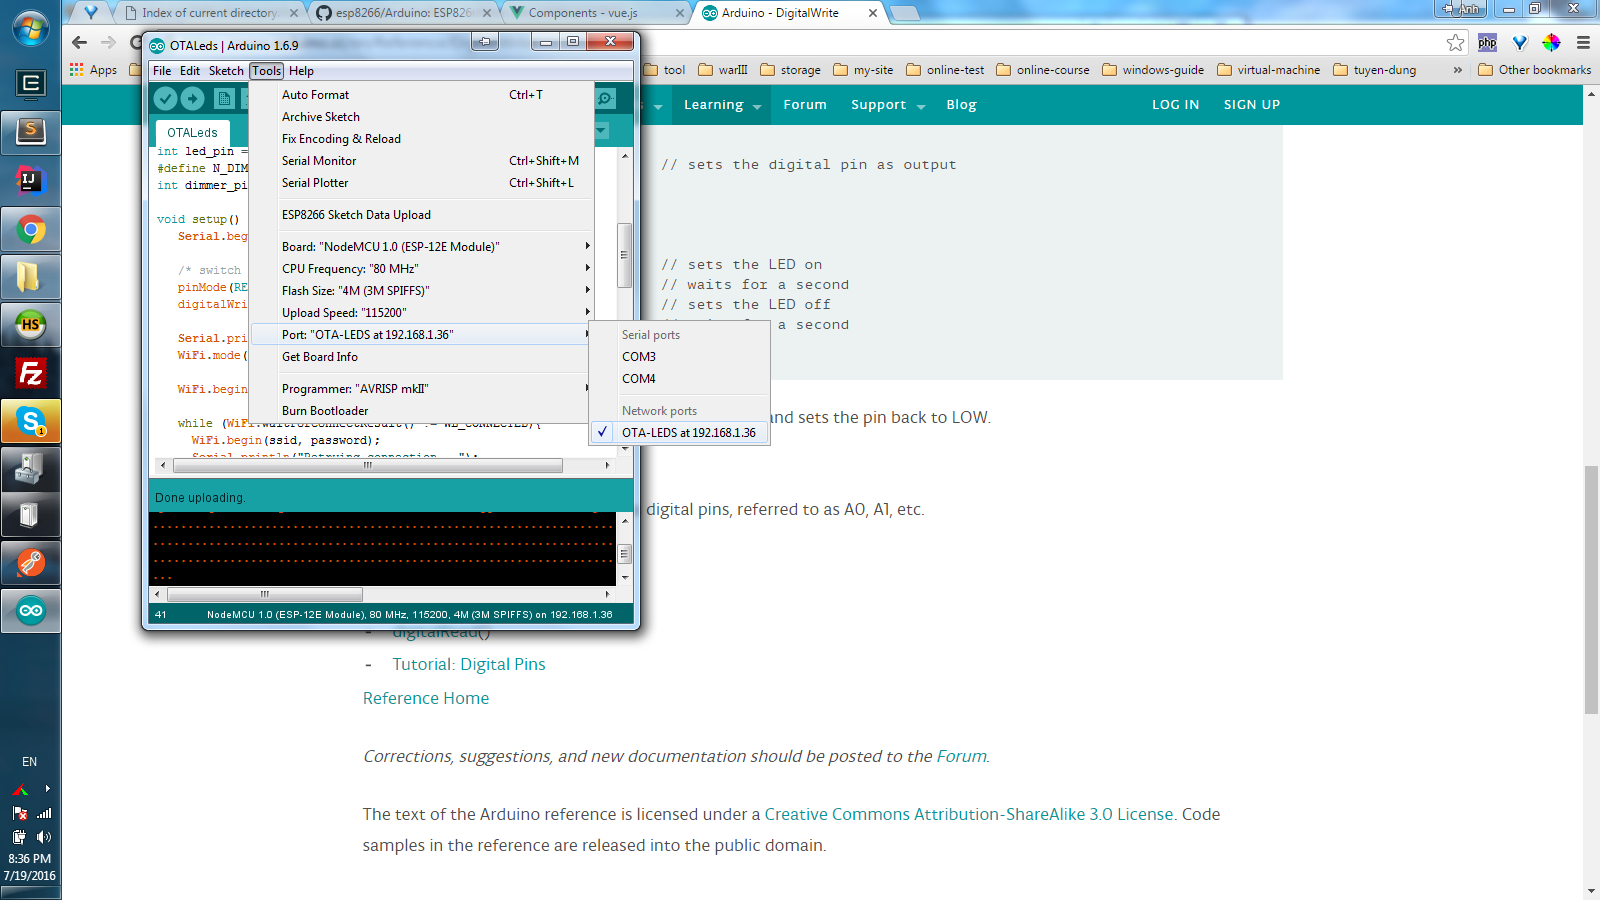 Index of current directory
esp8266/Arduino: ESP826
Components - vue.js
Arduino - DigitalWrite
Anh
OTALeds | Arduino 1.6.9
File Edit Sketch Tools Help
php
Apps
tool
warIII
storage
my-site
online-test
online-course
windows-guide
virtual-machine
tuyen-dung
»
Other bookmarks
Learning
Forum
Support
Blog
LOG IN
SIGN UP
OTALeds
int led_pin =
#define N_DIM
int dimmer_pi
void setup()
Serial.beg
/* switch
pinMode(RE
digitalWri
Serial.pri
WiFi.mode(
WiFi.begin
WiFi.begin(ssid, password);
Auto Format Ctrl+T
Archive Sketch
Fix Encoding & Reload
Serial Monitor Ctrl+Shift+M
Serial Plotter Ctrl+Shift+L
ESP8266 Sketch Data Upload
Board: "NodeMCU 1.0 (ESP-12E Module)"
CPU Frequency: "80 MHz"
Flash Size: "4M (3M SPIFFS)"
Upload Speed: "115200"
Port: "OTA-LEDS at 192.168.1.36"
Get Board Info
Programmer: "AVRISP mkII"
Burn Bootloader
Serial ports
COM3
COM4
Network ports
OTA-LEDS at 192.168.1.36
Done uploading.
41 NodeMCU 1.0 (ESP-12E Module), 80 MHz, 115200, 4M (3M SPIFFS) on 192.168.1.36
// sets the digital pin as output
// sets the LED on
// waits for a second
// sets the LED off
a second
and sets the pin back to LOW.
digital pins, referred to as A0, A1, etc.
- digitalRead()
- Tutorial: Digital Pins
Reference Home
Corrections, suggestions, and new documentation should be posted to the Forum.
The text of the Arduino reference is licensed under a Creative Commons Attribution-ShareAlike 3.0 License. Code
samples in the reference are released into the public domain.
EN
8:36 PM
7/19/2016